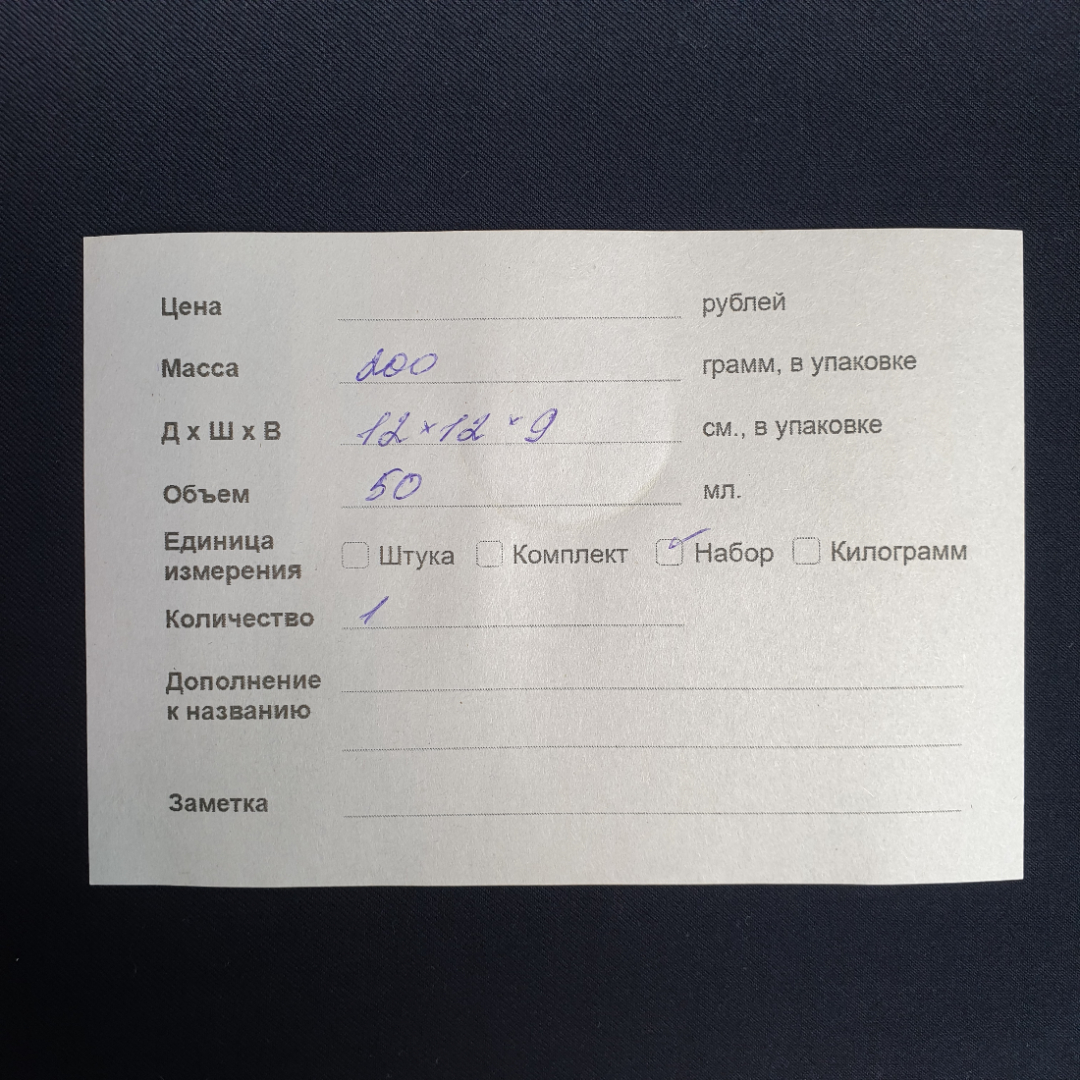 Цена рублей
Масса 200 грамм, в упаковке
Д х Ш х В 12 x 12 x 9 см., в упаковке
Объем 50 мл.
Единица измерения Штука Комплект Набор Килограмм
Количество 1
Дополнение
к названию
Заметка